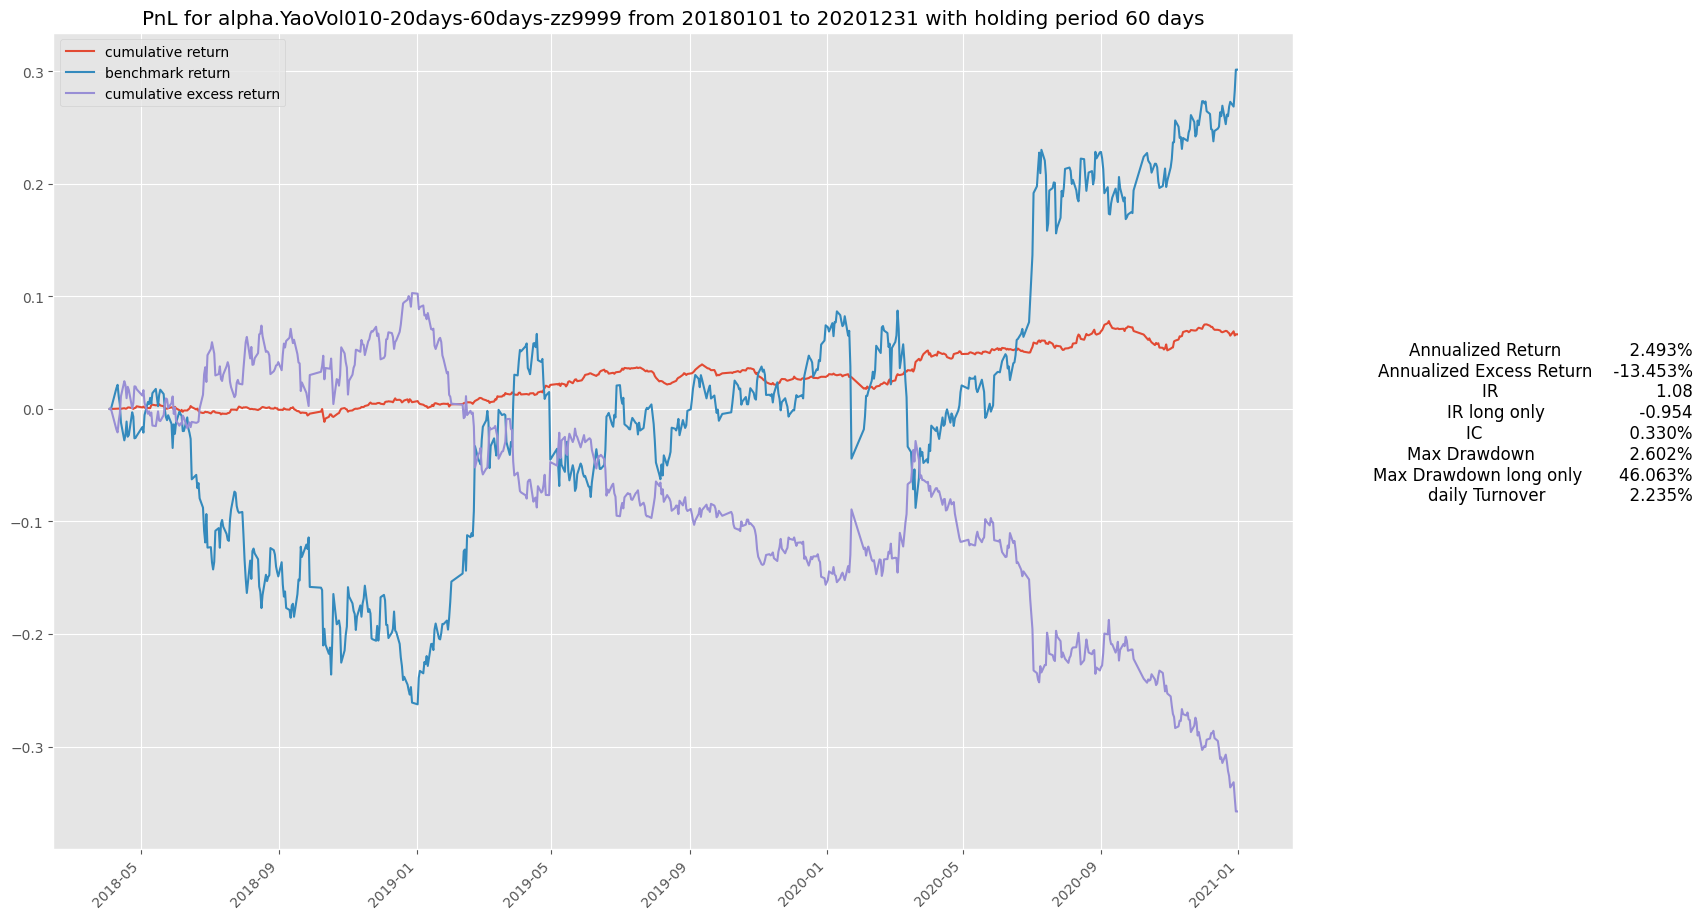 PnL for alpha.YaoVol010-20days-60days-zz9999 from 20180101 to 20201231 with holding period 60 days
cumulative return
benchmark return
cumulative excess return
0.3
0.2
0.1
0.0
−0.1
−0.2
−0.3
2018-05
2018-09
2019-01
2019-05
2019-09
2020-01
2020-05
2020-09
2021-01
Annualized Return 2.493%
Annualized Excess Return -13.453%
IR 1.08
IR long only -0.954
IC 0.330%
Max Drawdown 2.602%
Max Drawdown long only 46.063%
daily Turnover 2.235%